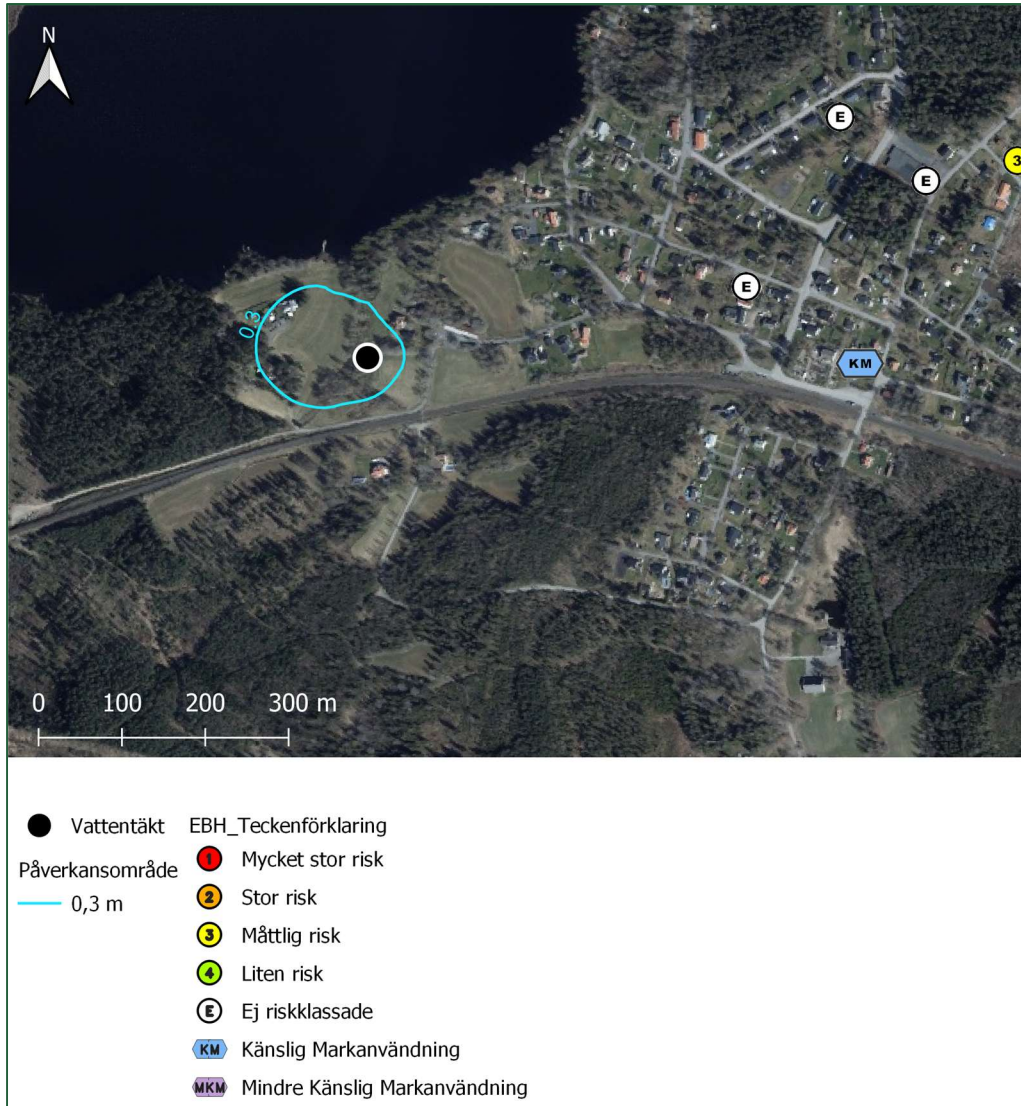 N
E
E
3
E
KM
0,3
0 100 200 300 m
Vattentäkt
EBH_Teckenförklaring
Påverkansområde
0,3 m
1 Mycket stor risk
2 Stor risk
3 Måttlig risk
4 Liten risk
E Ej riskklassade
KM Känslig Markanvändning
MKM Mindre Känslig Markanvändning